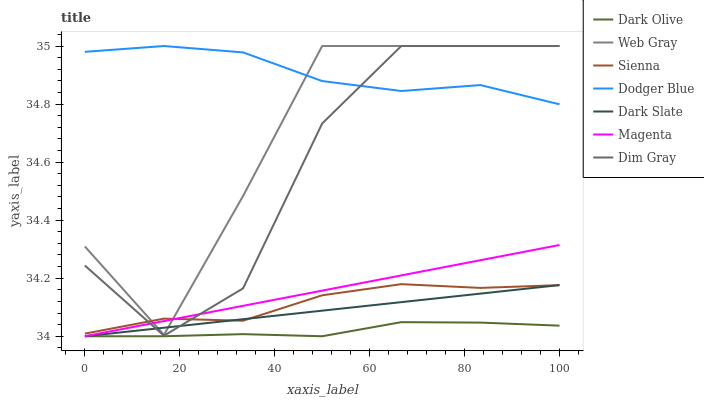 title
35
34.8
34.6
34.4
34.2
34
0
20
40
60
80
100
yaxis_label
xaxis_label
Dark Olive
Web Gray
Sienna
Dodger Blue
Dark Slate
Magenta
Dim Gray